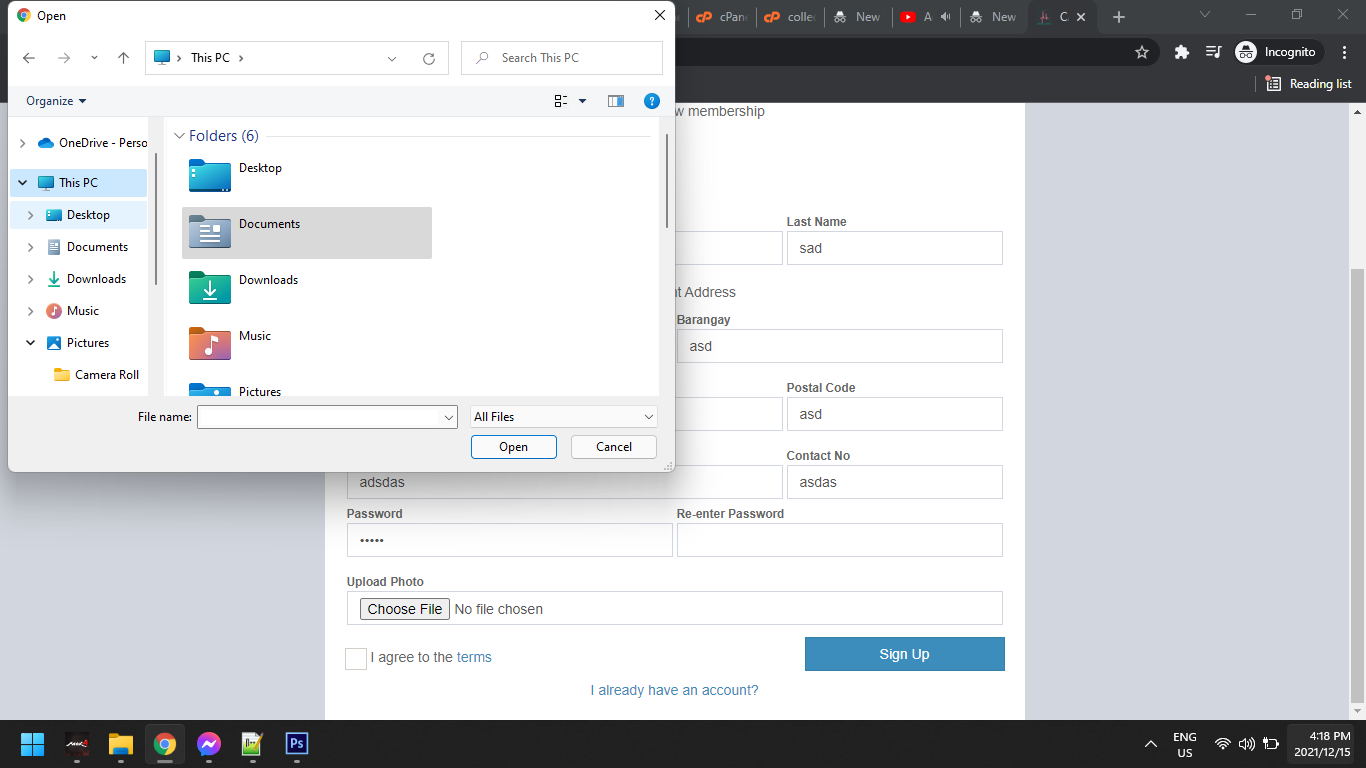 Open
This PC
Search This PC
Organize
OneDrive - Perso
This PC
Desktop
Documents
Downloads
Music
Pictures
Camera Roll
Folders (6)
Desktop
Documents
Downloads
Music
Pictures
File name:
All Files
Open
Cancel
cPan
colle
New
A
New
C
Incognito
Reading list
w membership
Last Name
sad
nt Address
Barangay
asd
Postal Code
asd
Contact No
adsdas
asdas
Password
Re-enter Password
•••••
Upload Photo
Choose File No file chosen
I agree to the terms
Sign Up
I already have an account?
Ps
ENG
US
4:18 PM
2021/12/15